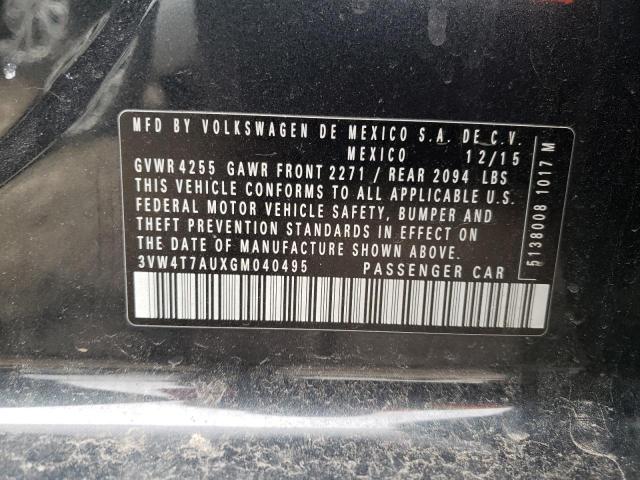 MFD BY VOLKSWAGEN DE MEXICO S.A. DE C.V.
MEXICO 12/15
GVWR 4255 GAWR FRONT 2271 / REAR 2094 LBS
THIS VEHICLE CONFORMS TO ALL APPLICABLE U.S.
FEDERAL MOTOR VEHICLE SAFETY, BUMPER AND
THEFT PREVENTION STANDARDS IN EFFECT ON
THE DATE OF MANUFACTURE SHOWN ABOVE.
3VW4T7AUXGM040495 PASSENGER CAR
5138008 1017 M